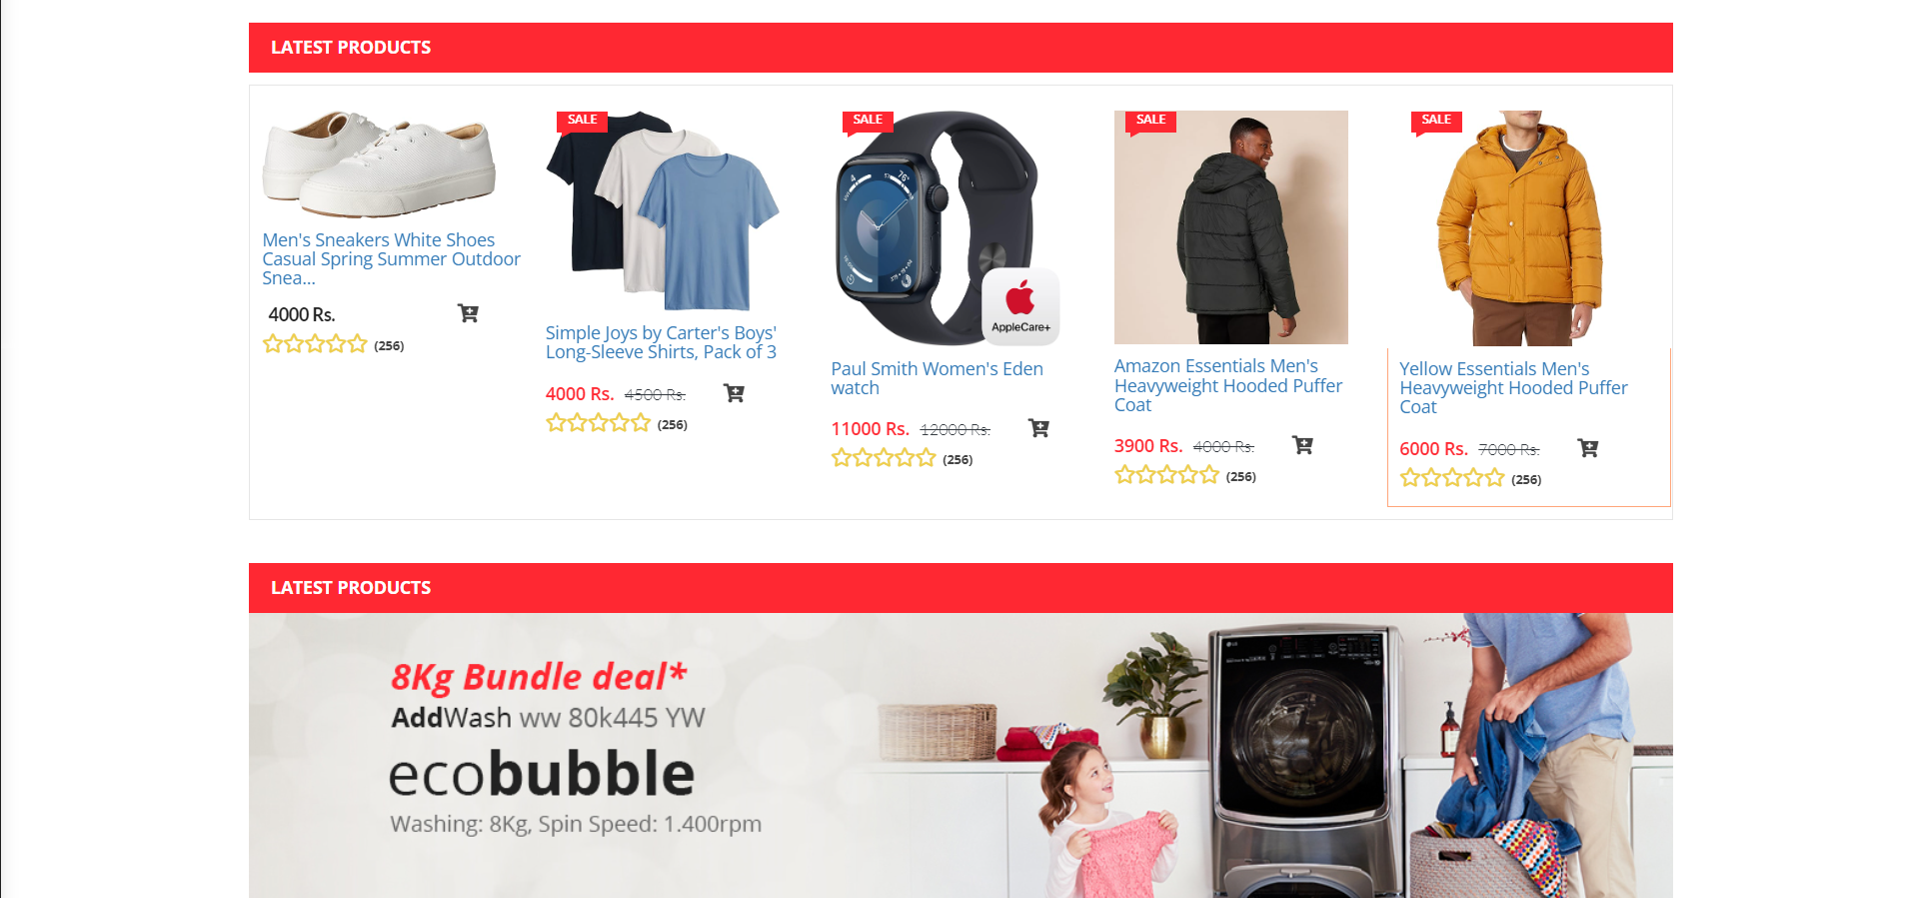 LATEST PRODUCTS
Men's Sneakers White Shoes
Casual Spring Summer Outdoor
Snea...
4000 Rs.
(256)
SALE
Simple Joys by Carter's Boys'
Long-Sleeve Shirts, Pack of 3
4000 Rs. 4500 Rs.
(256)
SALE
AppleCare+
Paul Smith Women's Eden
watch
11000 Rs. 12000 Rs.
(256)
SALE
Amazon Essentials Men's
Heavyweight Hooded Puffer
Coat
3900 Rs. 4000 Rs.
(256)
SALE
Yellow Essentials Men's
Heavyweight Hooded Puffer
Coat
6000 Rs. 7000 Rs.
(256)
LATEST PRODUCTS
8Kg Bundle deal*
AddWash ww 80k445 YW
ecobubble
Washing: 8Kg, Spin Speed: 1.400rpm
LG